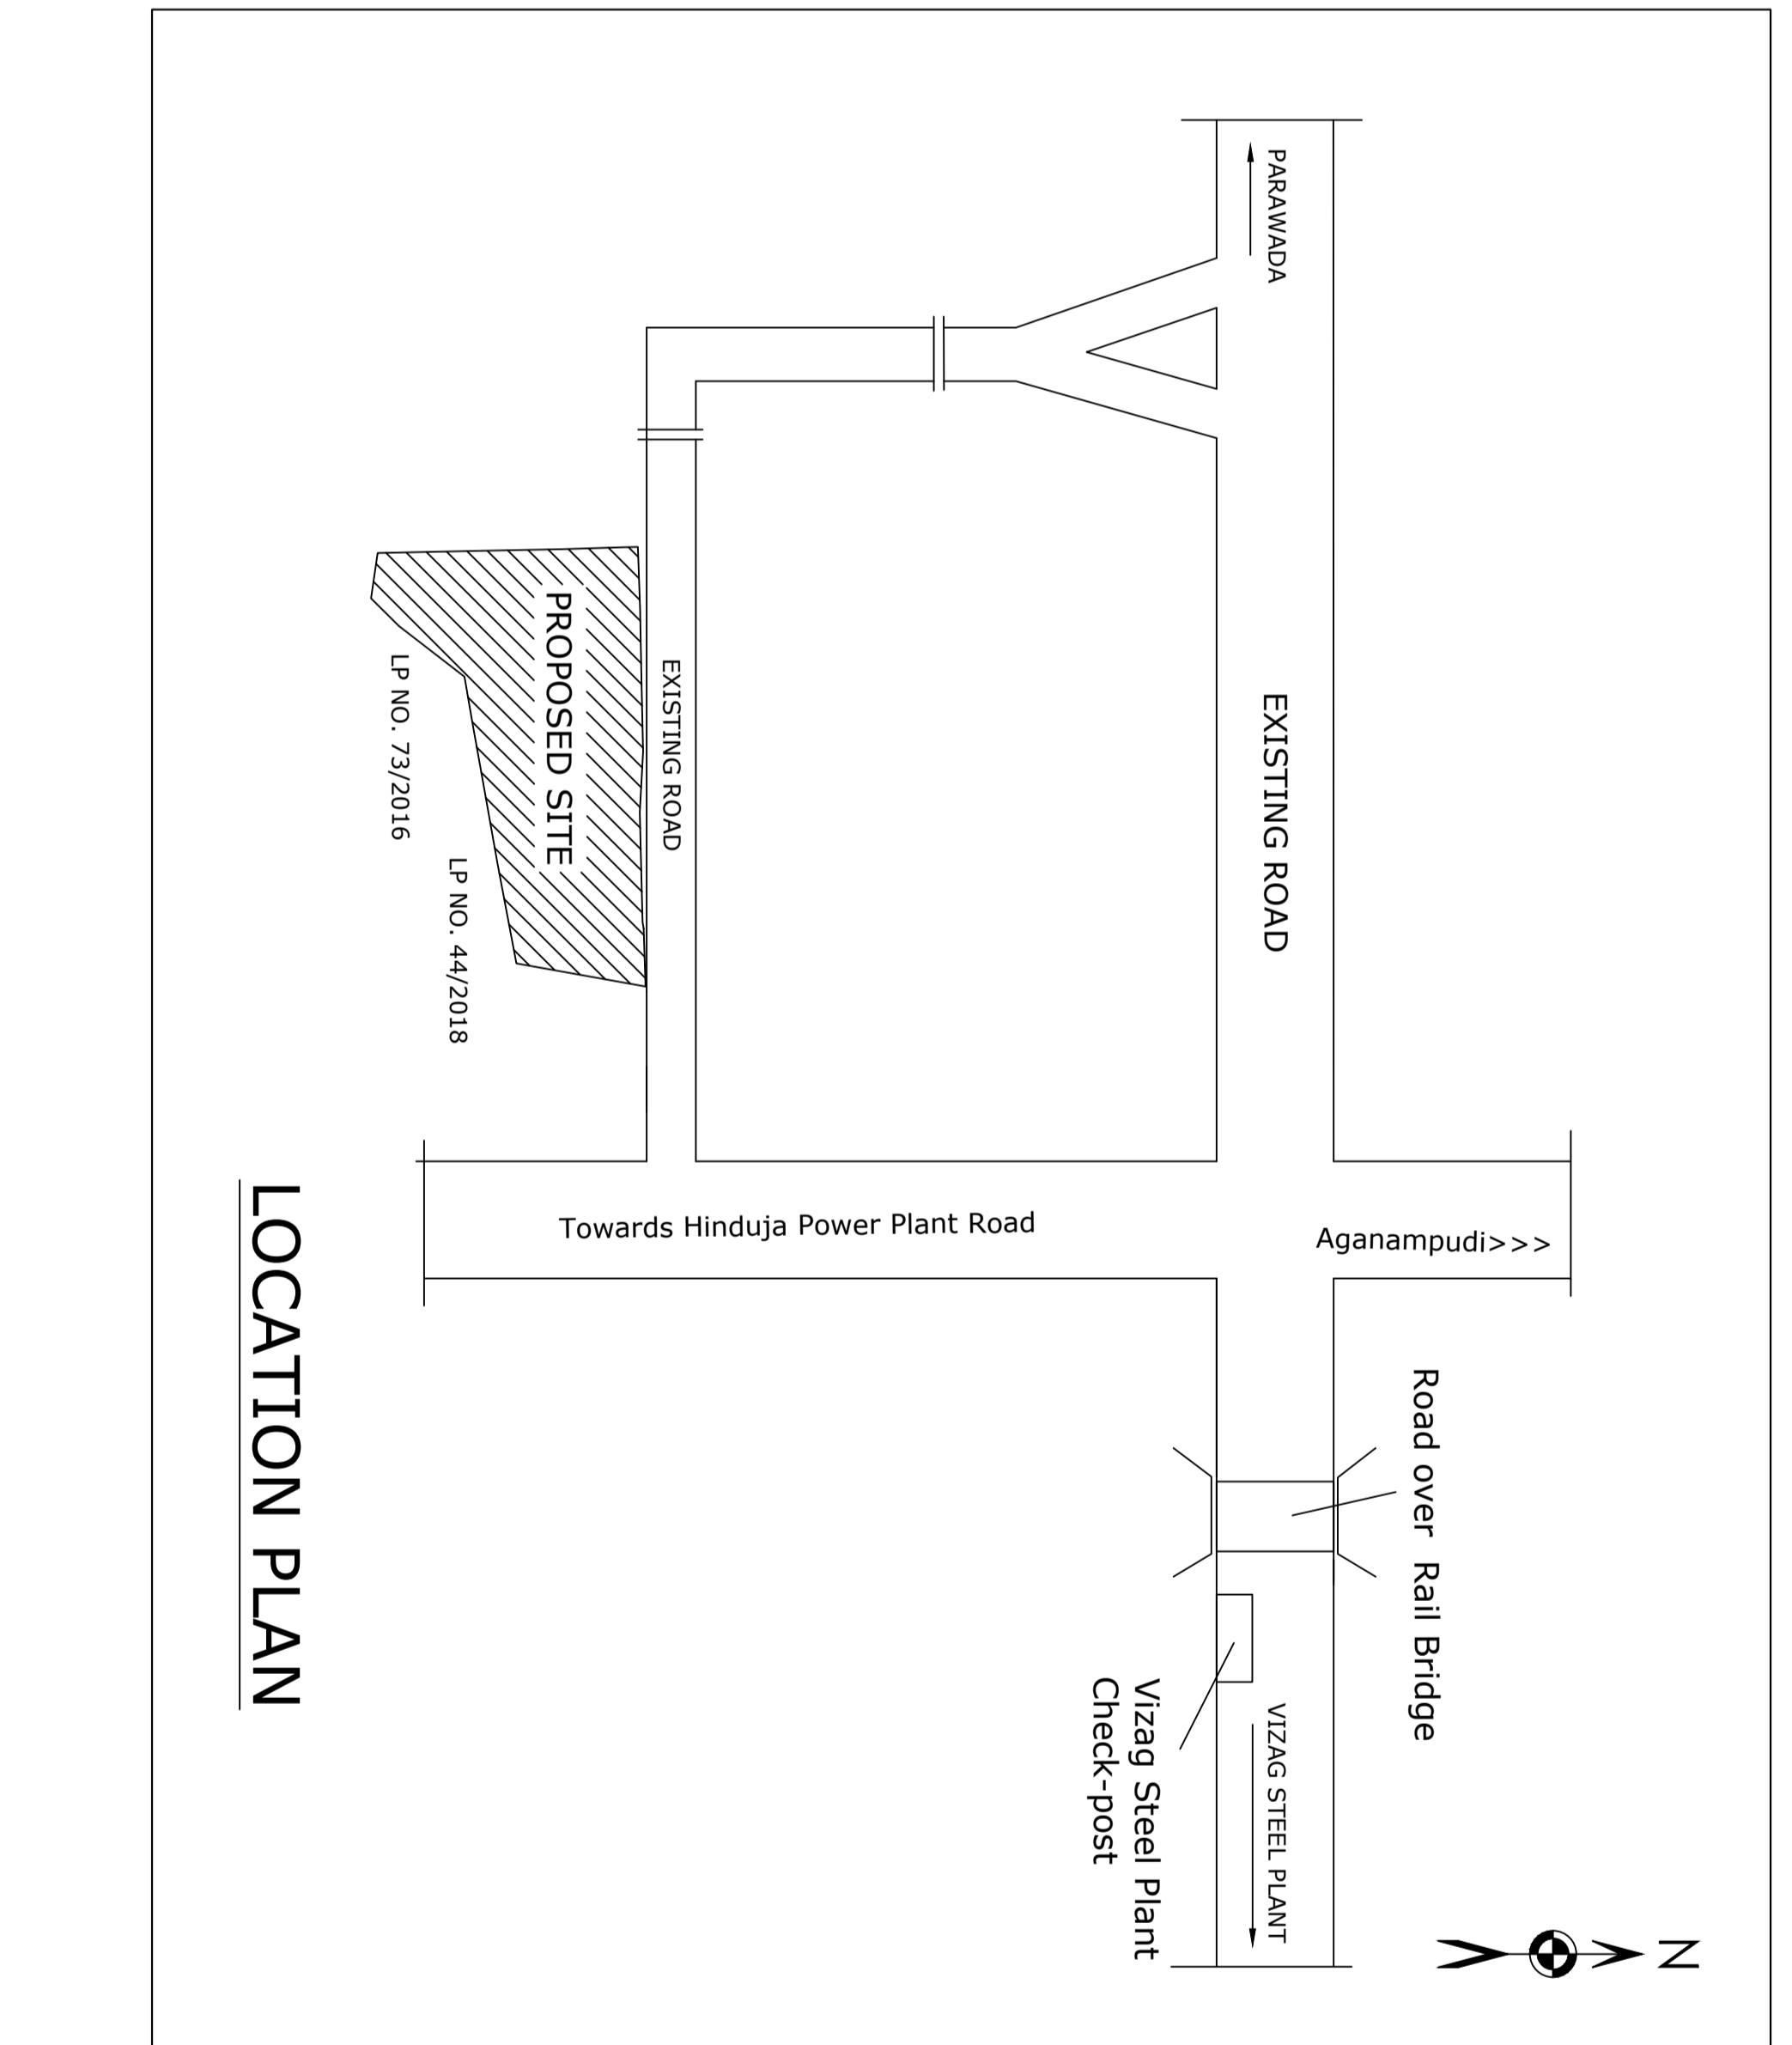 PARAWADA
EXISTING ROAD
EXISTING ROAD
PROPOSED SITE
LP NO. 73/2016
LP NO. 44/2018
Towards Hinduja Power Plant Road
Aganampudi>>>
Road over Rail Bridge
VIZAG STEEL PLANT
Vizag Steel Plant
Check-post
N
LOCATION PLAN